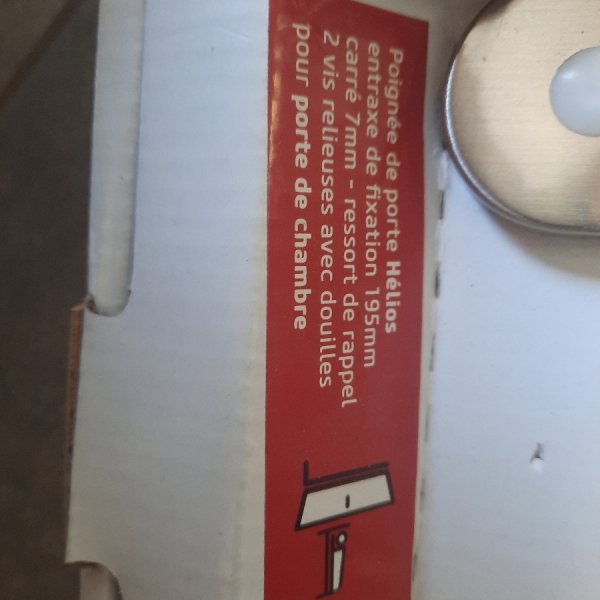 Poignée de porte Hélios
entraxe de fixation 195mm
carré 7mm - ressort de rappel
2 vis relieuses avec douilles
pour porte de chambre